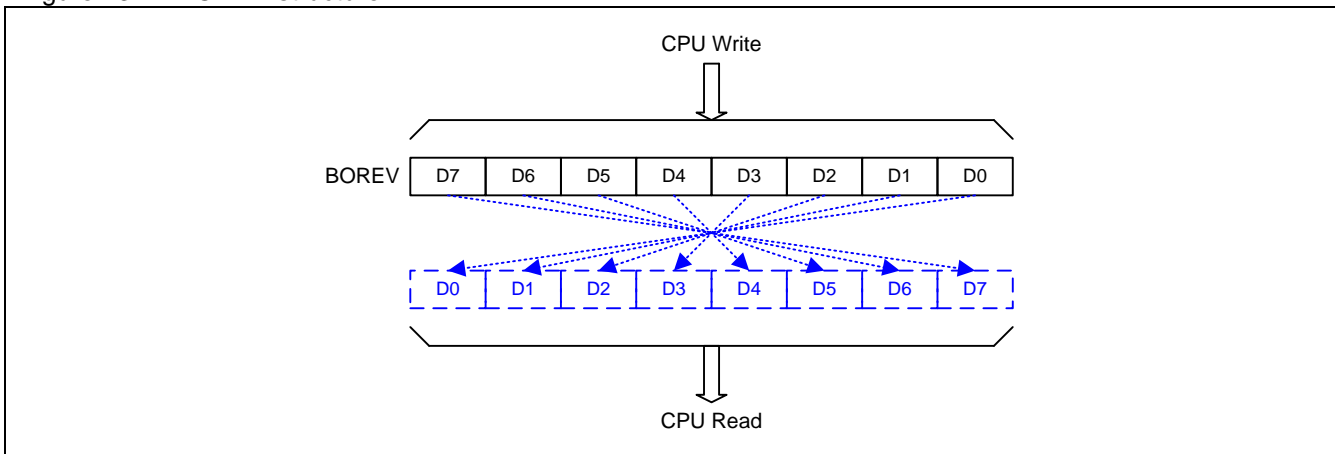 CPU Write
BOREV D7 D6 D5 D4 D3 D2 D1 D0
D0 D1 D2 D3 D4 D5 D6 D7
CPU Read